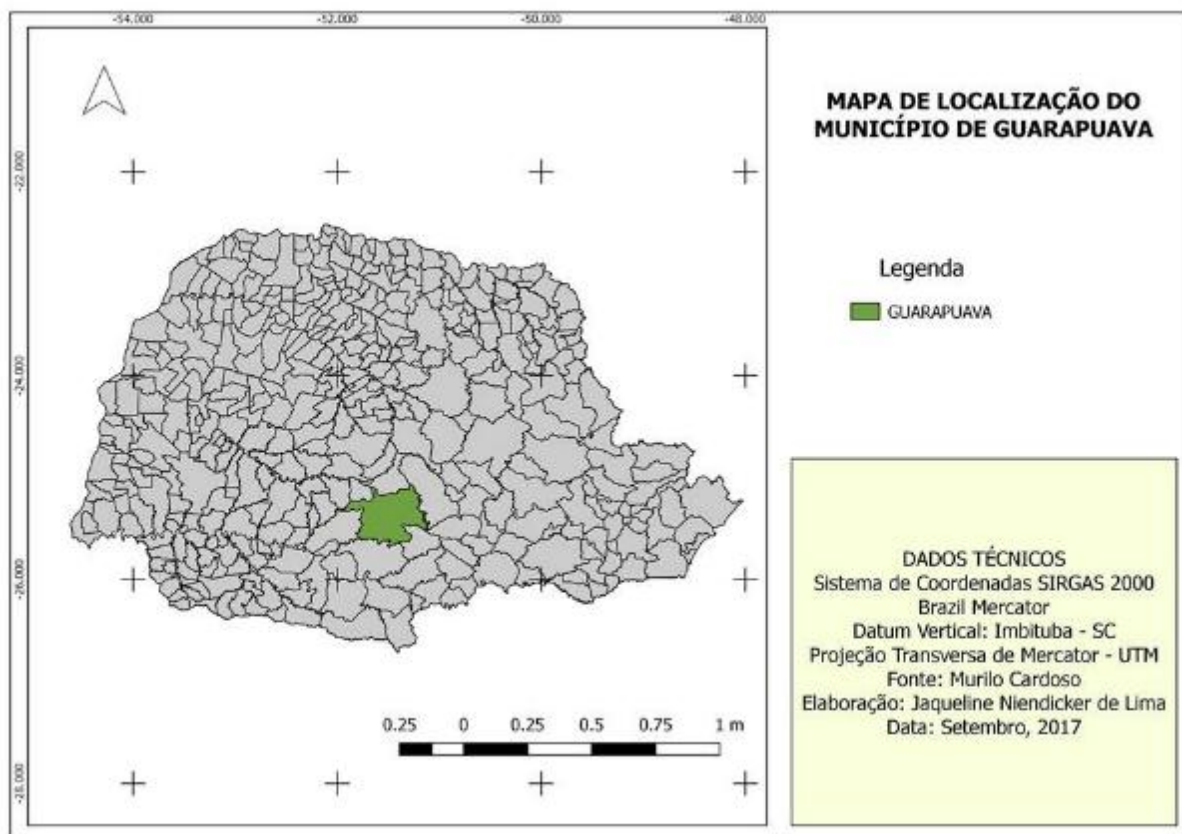 -54.000
-52.000
-50.000
-48.000
-22.000
-24.000
-26.000
-28.000
MAPA DE LOCALIZAÇÃO DO
MUNICÍPIO DE GUARAPUAVA
Legenda
GUARAPUAVA
DADOS TÉCNICOS
Sistema de Coordenadas SIRGAS 2000
Brazil Mercator
Datum Vertical: Imbituba - SC
Projeção Transversa de Mercator - UTM
Fonte: Murilo Cardoso
Elaboração: Jaqueline Niendicker de Lima
Data: Setembro, 2017
0.25 0 0.25 0.5 0.75 1 m